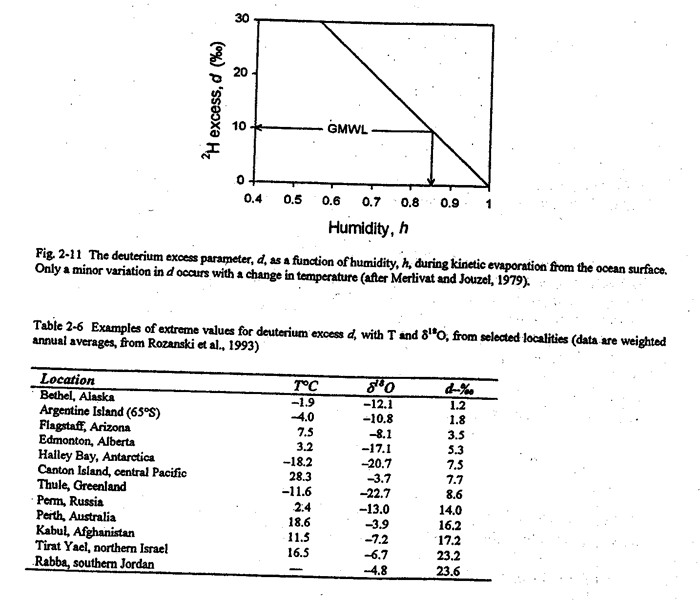 30
20
10
0
²H excess, d (‰)
GMWL
0.4 0.5 0.6 0.7 0.8 0.9 1
Humidity, h
Fig. 2-11 The deuterium excess parameter, d, as a function of humidity, h, during kinetic evaporation from the ocean surface.
Only a minor variation in d occurs with a change in temperature (after Merlivat and Jouzel, 1979).
Table 2-6 Examples of extreme values for deuterium excess d, with T and δ¹⁸O, from selected localities (data are weighted
annual averages, from Rozanski et al., 1993)
Location T°C δ¹⁸O d-‰
Bethel, Alaska –1.9 –12.1 1.2
Argentine Island (65°S) –4.0 –10.8 1.8
Flagstaff, Arizona 7.5 –8.1 3.5
Edmonton, Alberta 3.2 –17.1 5.3
Halley Bay, Antarctica –18.2 –20.7 7.5
Canton Island, central Pacific 28.3 –3.7 7.7
Thule, Greenland –11.6 –22.7 8.6
Perm, Russia 2.4 –13.0 14.0
Perth, Australia 18.6 –3.9 16.2
Kabul, Afghanistan 11.5 –7.2 17.2
Tirat Yael, northern Israel 16.5 –6.7 23.2
Rabba, southern Jordan — –4.8 23.6